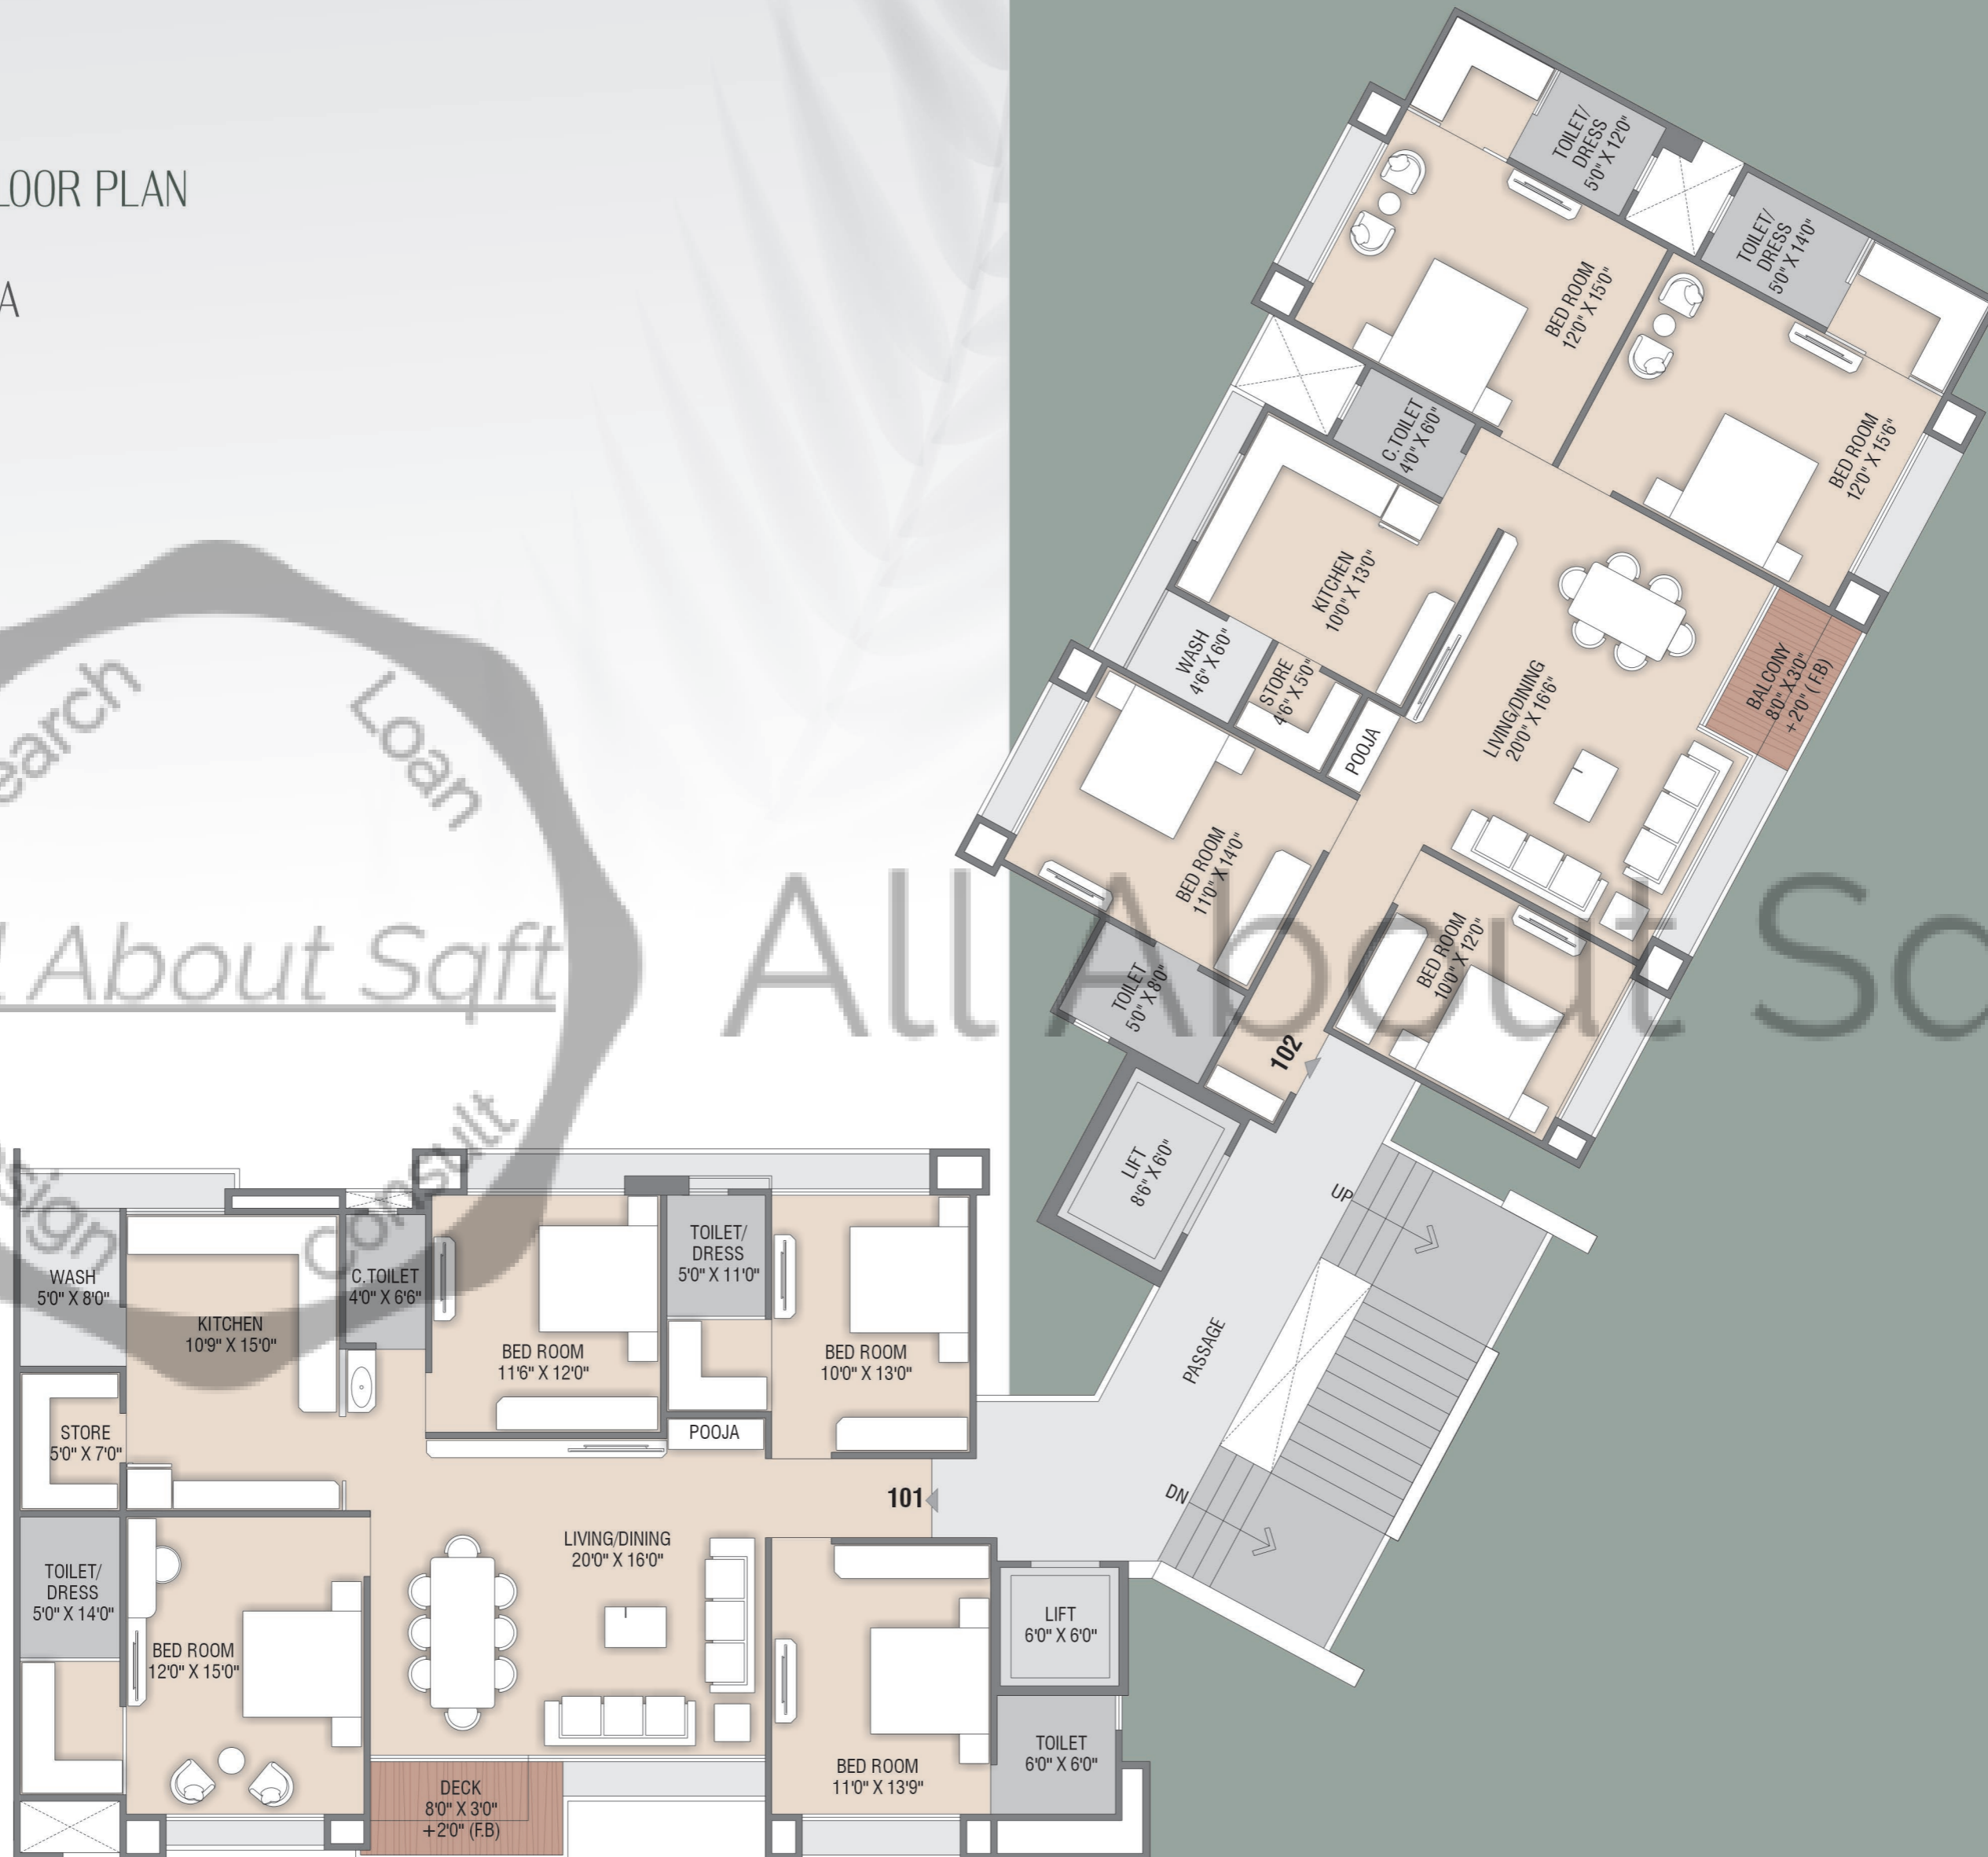 LOOR PLAN
A
earch
Loan
About Sqft
Consult
sign
All About Sq
TOILET/
DRESS
5'0" X 12'0"
TOILET/
DRESS
5'0" X 14'0"
BED ROOM
12'0" X 15'0"
BED ROOM
12'0" X 15'6"
C.TOILET
4'0" X 6'0"
KITCHEN
10'0" X 13'0"
WASH
4'6" X 6'0"
STORE
4'6" X 5'0"
POOJA
LIVING/DINING
20'0" X 16'6"
BALCONY
8'0" X 3'0"
+2'0" ( F.B)
BED ROOM
11'0" X 14'0"
BED ROOM
10'0" X 12'0"
TOILET
5'0" X 8'0"
102
LIFT
8'6" X 6'0"
UP
PASSAGE
DN
WASH
5'0" X 8'0"
KITCHEN
10'9" X 15'0"
C.TOILET
4'0" X 6'6"
BED ROOM
11'6" X 12'0"
TOILET/
DRESS
5'0" X 11'0"
BED ROOM
10'0" X 13'0"
STORE
5'0" X 7'0"
POOJA
101
LIVING/DINING
20'0" X 16'0"
TOILET/
DRESS
5'0" X 14'0"
BED ROOM
12'0" X 15'0"
LIFT
6'0" X 6'0"
TOILET
6'0" X 6'0"
BED ROOM
11'0" X 13'9"
DECK
8'0" X 3'0"
+2'0" (F.B)